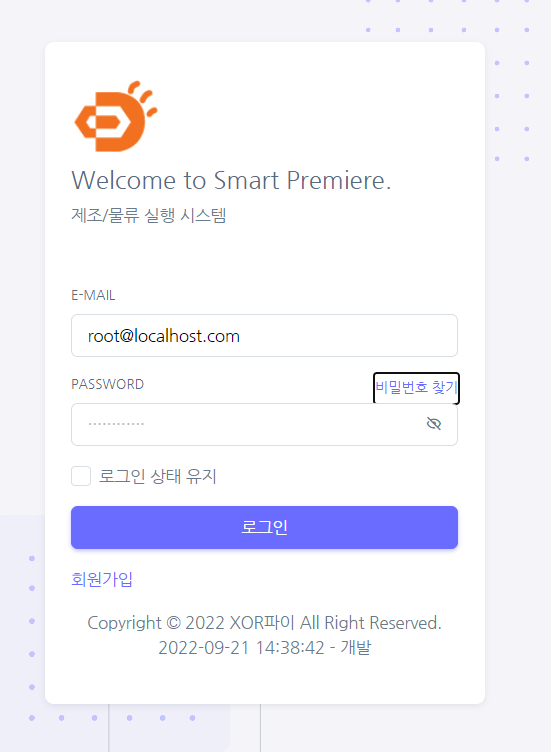 Welcome to Smart Premiere.
제조/물류 실행 시스템
E-MAIL
root@localhost.com
PASSWORD
비밀번호 찾기
············
로그인 상태 유지
로그인
회원가입
Copyright © 2022 XOR파이 All Right Reserved.
2022-09-21 14:38:42 - 개발